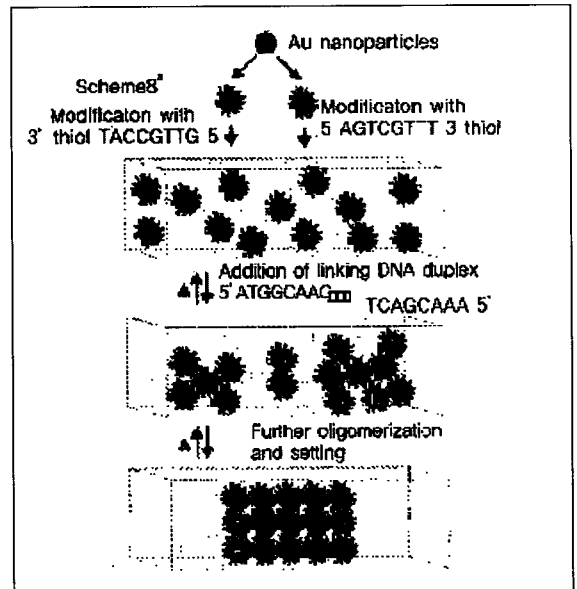 Au nanoparticles
Scheme8ª
Modificaton with
3' thiol TACCGTTG 5
Modificaton with
5 AGTCGT T 3 thiol
Addition of linking DNA duplex
5' ATGGCAAC
TCAGCAAA 5'
Further oligomerization
and setting